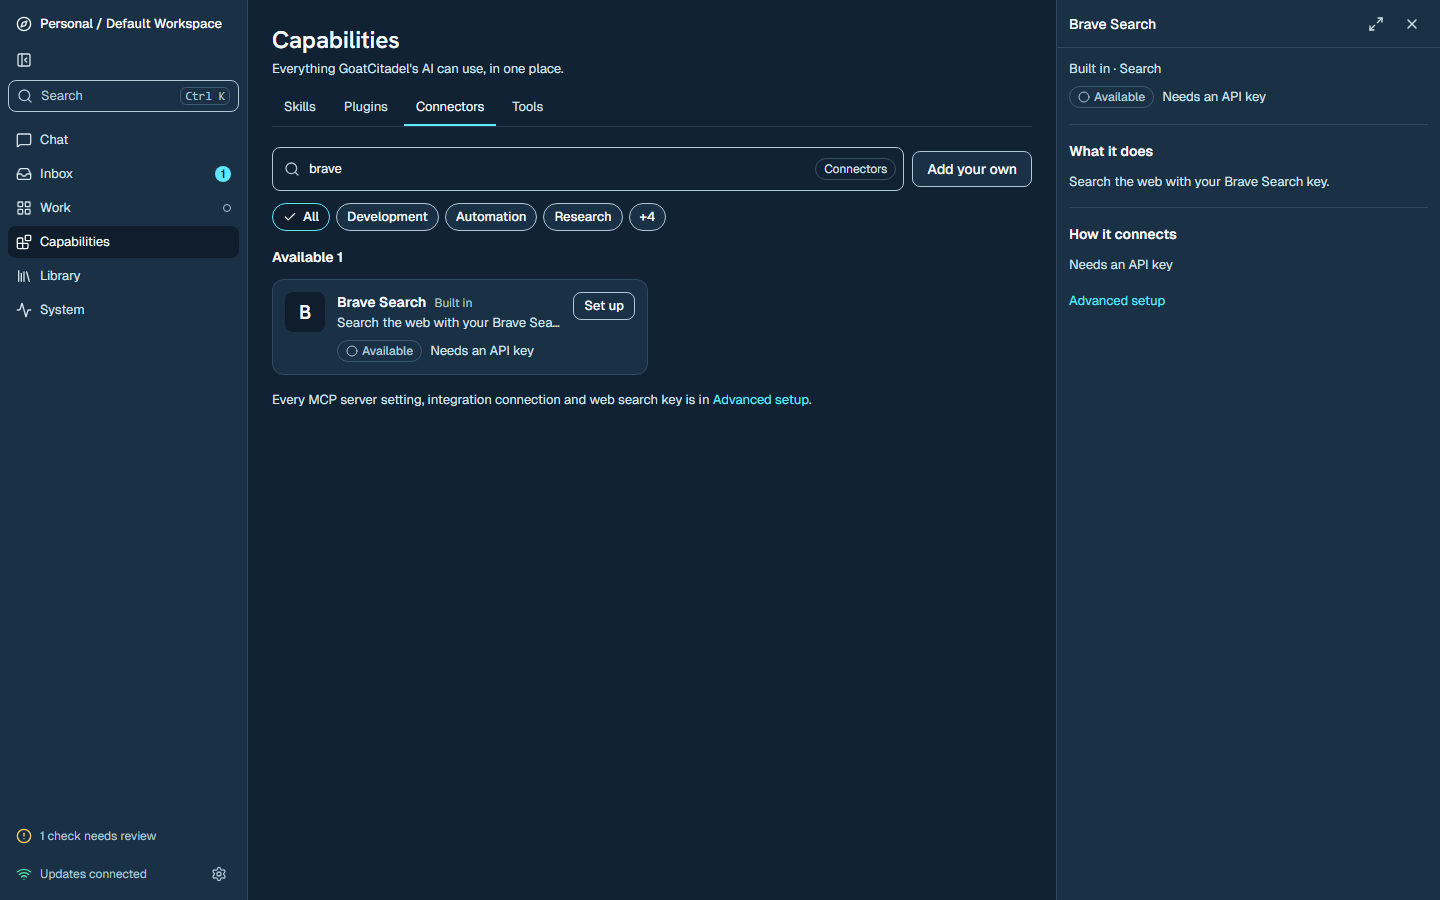 Personal / Default Workspace
Search
Ctrl K
Chat
Inbox
1
Work
Capabilities
Library
System
1 check needs review
Updates connected
Capabilities
Everything GoatCitadel's AI can use, in one place.
Skills
Plugins
Connectors
Tools
brave
Connectors
Add your own
All
Development
Automation
Research
+4
Available 1
B
Brave Search
Built in
Search the web with your Brave Sea...
Available
Needs an API key
Set up
Every MCP server setting, integration connection and web search key is in Advanced setup.
Brave Search
Built in · Search
Available
Needs an API key
What it does
Search the web with your Brave Search key.
How it connects
Needs an API key
Advanced setup